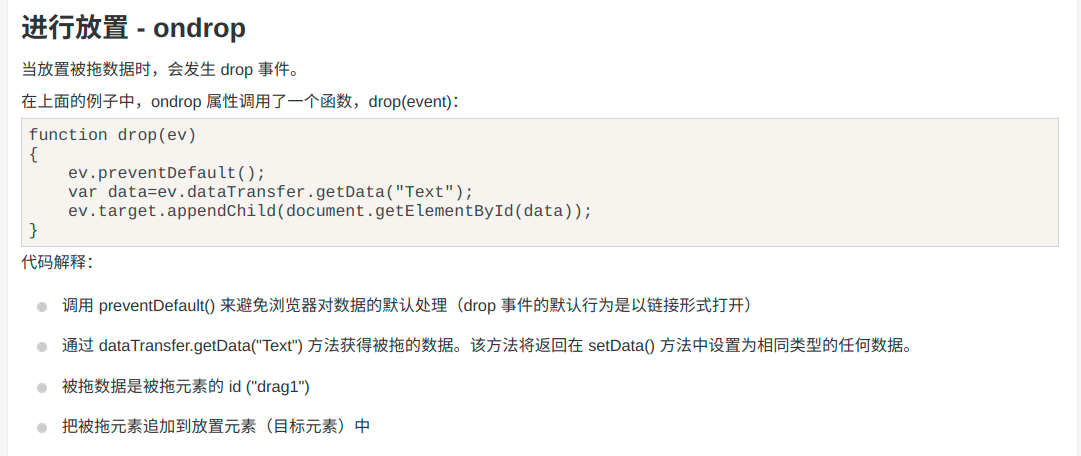 进行放置 - ondrop
当放置被拖数据时，会发生 drop 事件。
在上面的例子中，ondrop 属性调用了一个函数，drop(event)：
function drop(ev)
{
    ev.preventDefault();
    var data=ev.dataTransfer.getData("Text");
    ev.target.appendChild(document.getElementById(data));
}
代码解释：
调用 preventDefault() 来避免浏览器对数据的默认处理（drop 事件的默认行为是以链接形式打开）
通过 dataTransfer.getData("Text") 方法获得被拖的数据。该方法将返回在 setData() 方法中设置为相同类型的任何数据。
被拖数据是被拖元素的 id ("drag1")
把被拖元素追加到放置元素（目标元素）中